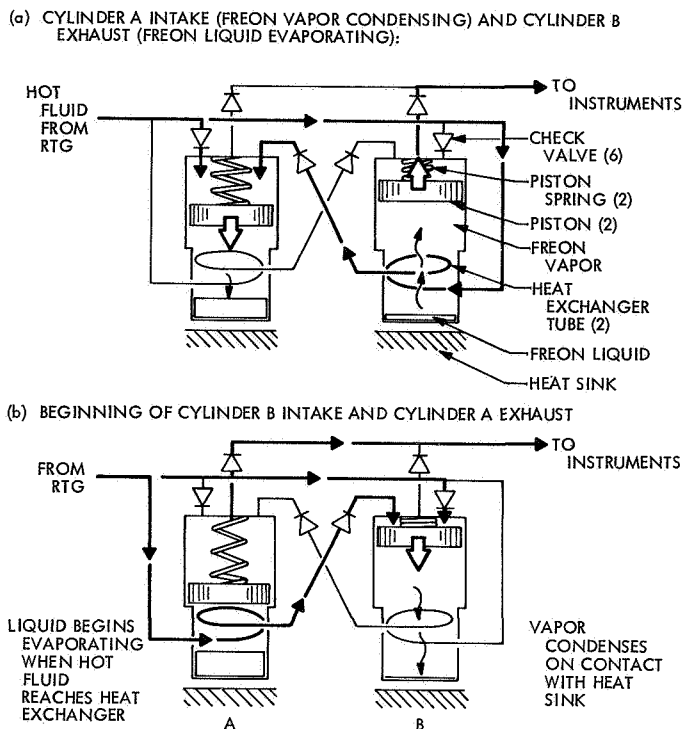 (a) CYLINDER A INTAKE (FREON VAPOR CONDENSING) AND CYLINDER B
EXHAUST (FREON LIQUID EVAPORATING):
HOT
FLUID
FROM
RTG
TO
INSTRUMENTS
CHECK
VALVE (6)
PISTON
SPRING (2)
PISTON (2)
FREON
VAPOR
HEAT
EXCHANGER
TUBE (2)
FREON LIQUID
HEAT SINK
(b) BEGINNING OF CYLINDER B INTAKE AND CYLINDER A EXHAUST
FROM
RTG
TO
INSTRUMENTS
LIQUID BEGINS
EVAPORATING
WHEN HOT
FLUID
REACHES HEAT
EXCHANGER
VAPOR
CONDENSES
ON CONTACT
WITH HEAT
SINK
A
B